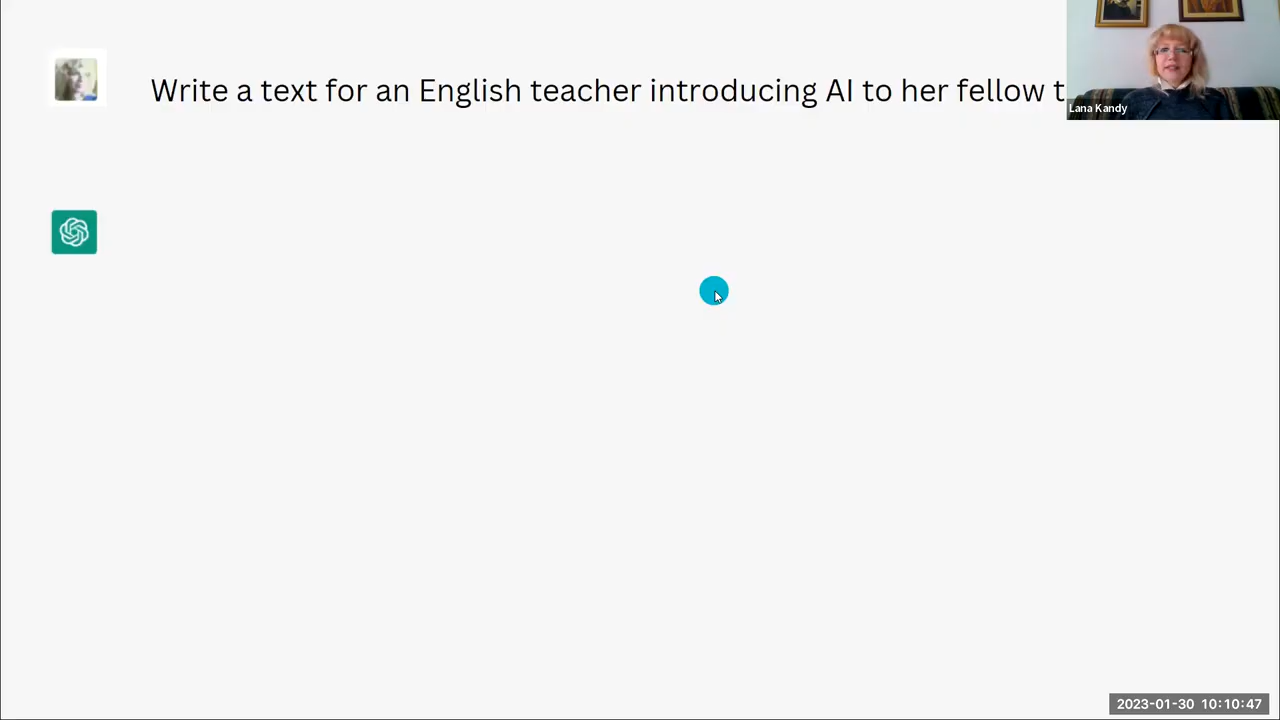 Write a text for an English teacher introducing AI to her fellow t
Lana Kandy
2023-01-30 10:10:47